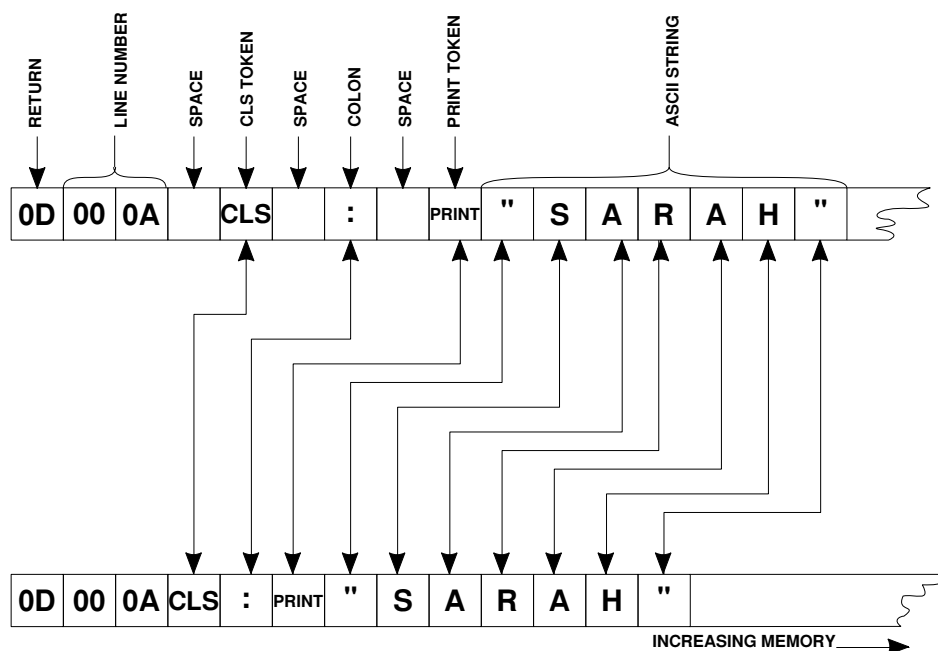 RETURN
LINE NUMBER
SPACE
CLS TOKEN
SPACE
COLON
SPACE
PRINT TOKEN
ASCII STRING
0D 00 0A CLS : PRINT " S A R A H "
0D 00 0A CLS : PRINT " S A R A H "
INCREASING MEMORY